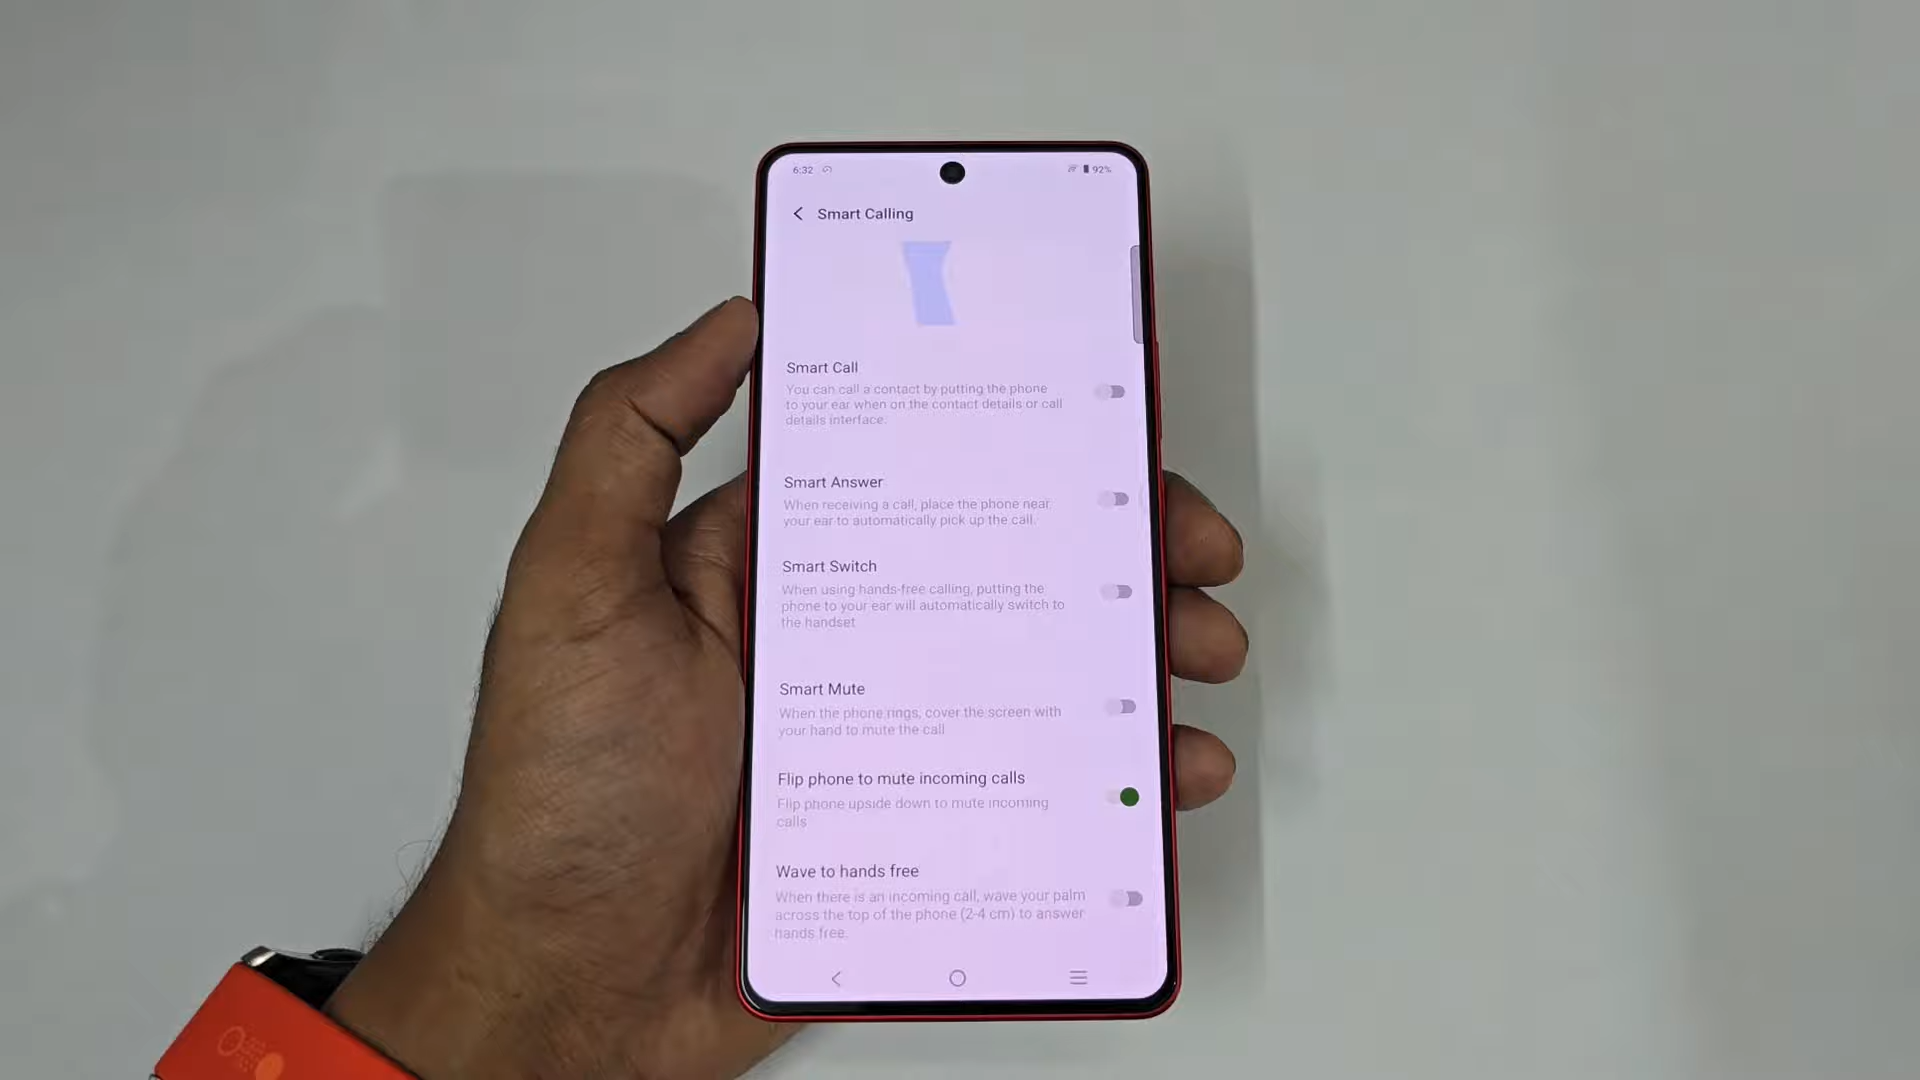 6:32
92%
Smart Calling
Smart Call
You can call a contact by putting the phone
to your ear when on the contact details or call
details interface.
Smart Answer
When receiving a call, place the phone near
your ear to automatically pick up the call.
Smart Switch
When using hands-free calling, putting the
phone to your ear will automatically switch to
the handset
Smart Mute
When the phone rings, cover the screen with
your hand to mute the call
Flip phone to mute incoming calls
Flip phone upside down to mute incoming
calls
Wave to hands free
When there is an incoming call, wave your palm
across the top of the phone (2-4 cm) to answer
hands free.